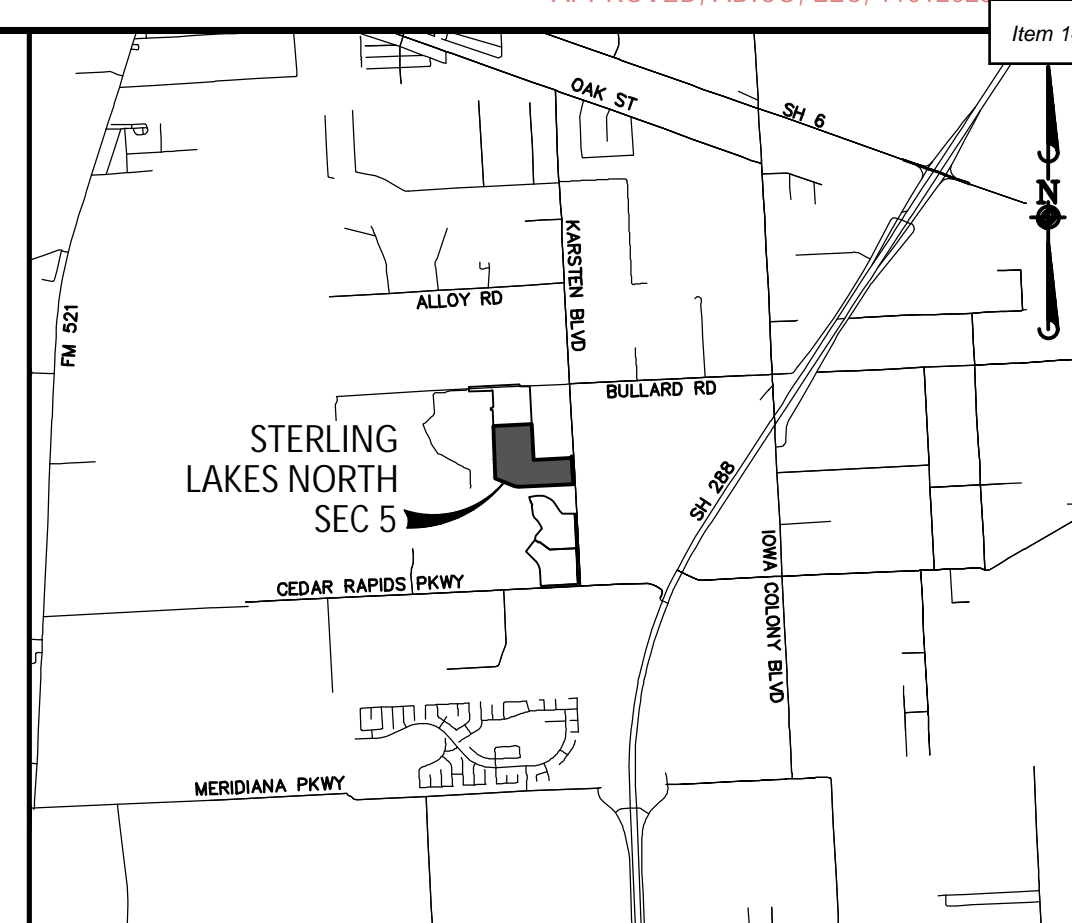 Item 1
OAK ST
SH 6
N
KARSTEN BLVD
ALLOY RD
FM 521
BULLARD RD
STERLING
LAKES NORTH
SEC 5
SH 288
IOWA COLONY BLVD
CEDAR RAPIDS PKWY
MERIDIANA PKWY